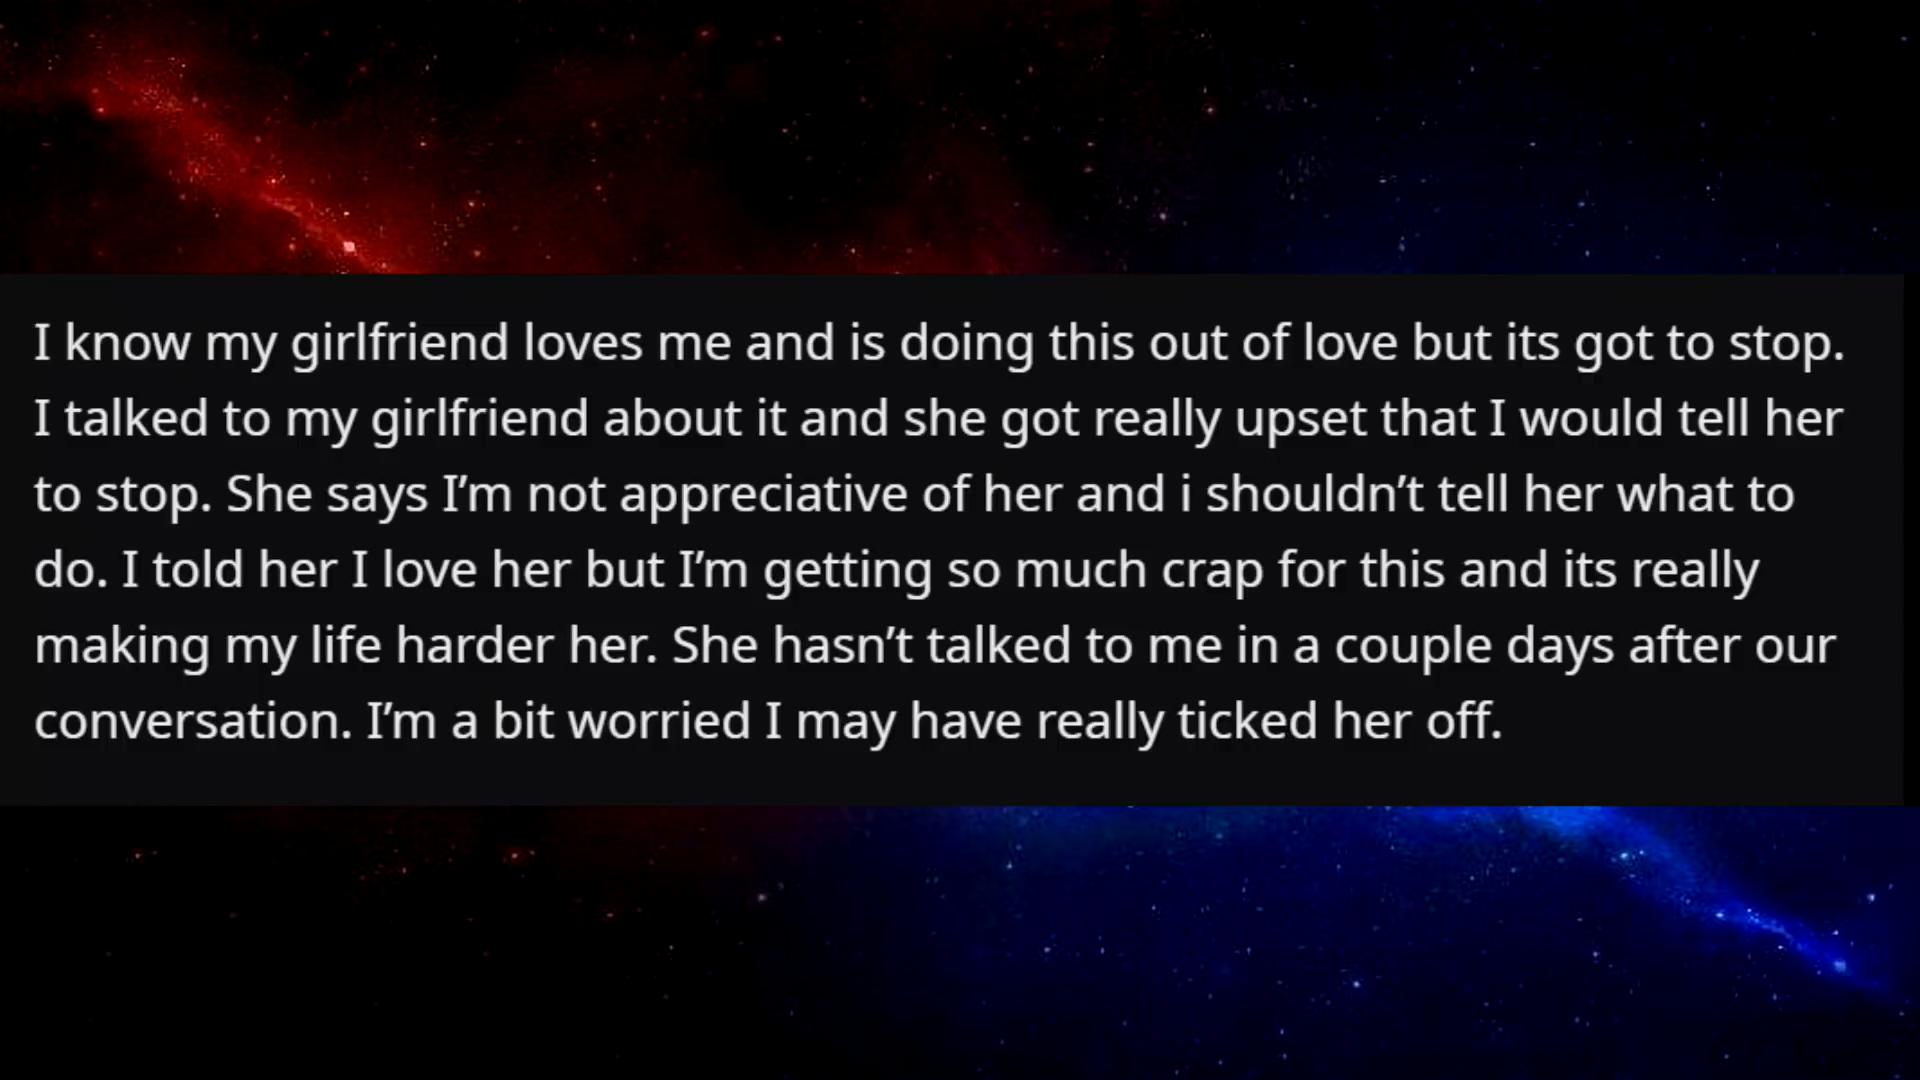 I know my girlfriend loves me and is doing this out of love but its got to stop.
I talked to my girlfriend about it and she got really upset that I would tell her
to stop. She says I’m not appreciative of her and i shouldn’t tell her what to
do. I told her I love her but I’m getting so much crap for this and its really
making my life harder her. She hasn’t talked to me in a couple days after our
conversation. I’m a bit worried I may have really ticked her off.